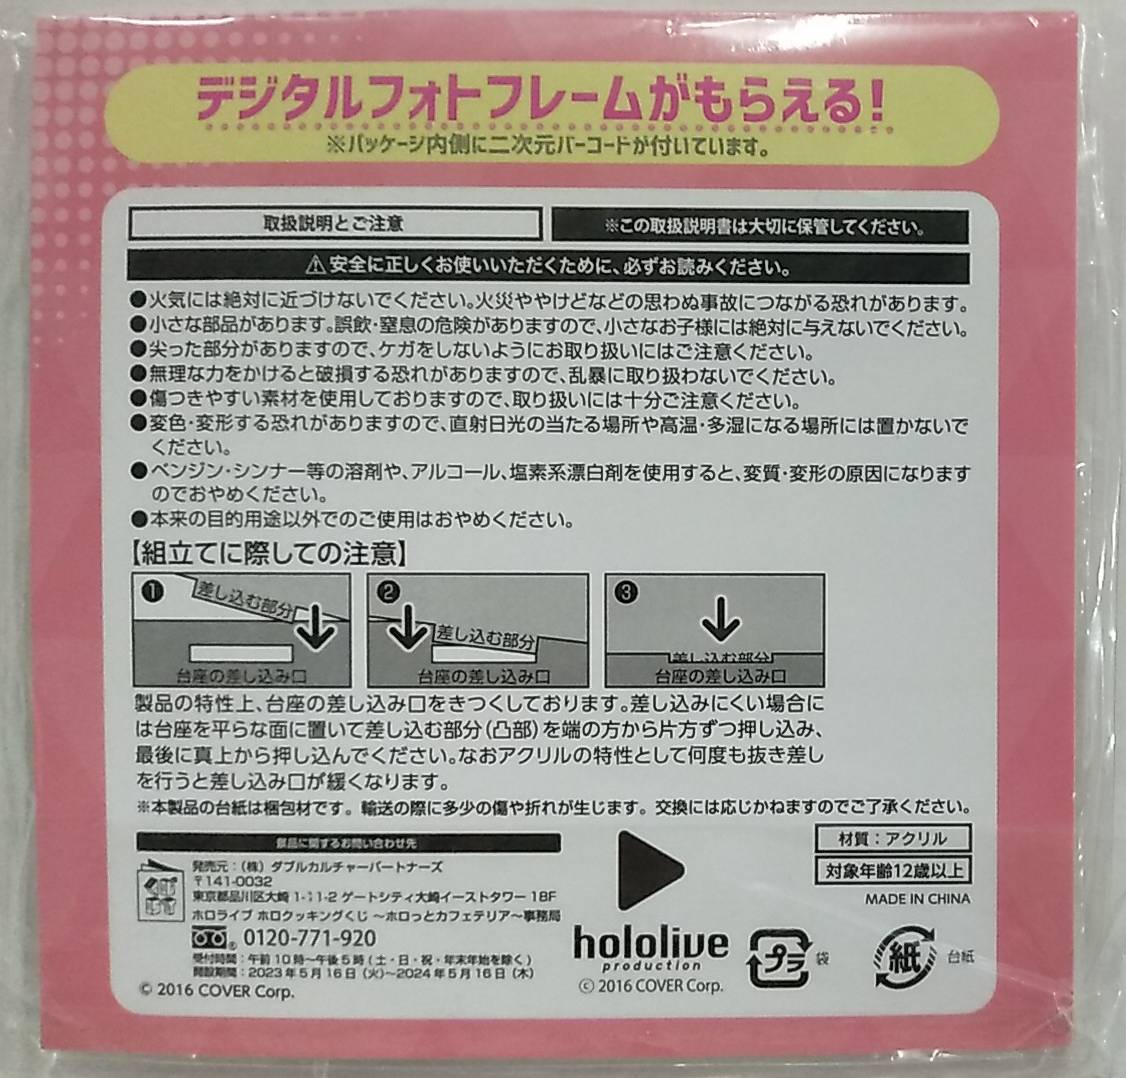 デジタルフォトフレームがもらえる!
※パッケージ内側に二次元バーコードが付いています。
取扱説明とご注意
※この取扱説明書は大切に保管してください。
⚠安全に正しくお使いいただくために、必ずお読みください。
●火気には絶対に近づけないでください。火災ややけどなどの思わぬ事故につながる恐れがあります。
●小さな部品があります。誤飲・窒息の危険がありますので、小さなお子様には絶対に与えないでください。
●尖った部分がありますので、ケガをしないようにお取り扱いにはご注意ください。
●無理な力をかけると破損する恐れがありますので、乱暴に取り扱わないでください。
●傷つきやすい素材を使用しておりますので、取り扱いには十分ご注意ください。
●変色・変形する恐れがありますので、直射日光の当たる場所や高温・多湿になる場所には置かないで
ください。
●ベンジン・シンナー等の溶剤や、アルコール、塩素系漂白剤を使用すると、変質・変形の原因になります
のでおやめください。
●本来の目的用途以外でのご使用はおやめください。
【組立てに際しての注意】
1
差し込む部分
台座の差し込み口
2
差し込む部分
台座の差し込み口
3
差し込む部分
台座の差し込み口
製品の特性上、台座の差し込み口をきつくしております。差し込みにくい場合に
は台座を平らな面に置いて差し込む部分(凸部)を端の方から片方ずつ押し込み、
最後に真上から押し込んでください。なおアクリルの特性として何度も抜き差し
を行うと差し込み口が緩くなります。
※本製品の台紙は梱包材です。輸送の際に多少の傷や折れが生じます。交換には応じかねますのでご了承ください。
景品に関するお問い合わせ先
発売元:(株)ダブルカルチャーパートナーズ
〒141-0032
東京都品川区大崎1-11-2 ゲートシティ大崎イーストタワー18F
ホロライブ ホロクッキングくじ 〜ホロっとカフェテリア〜事務局
0120-771-920
受付時間:午前10時〜午後5時(土・日・祝・年末年始を除く)
開設期間:2023年5月16日(火)〜2024年5月16日(木)
© 2016 COVER Corp.
hololive
production
© 2016 COVER Corp.
材質:アクリル
対象年齢12歳以上
MADE IN CHINA
プラ
袋
紙
台紙